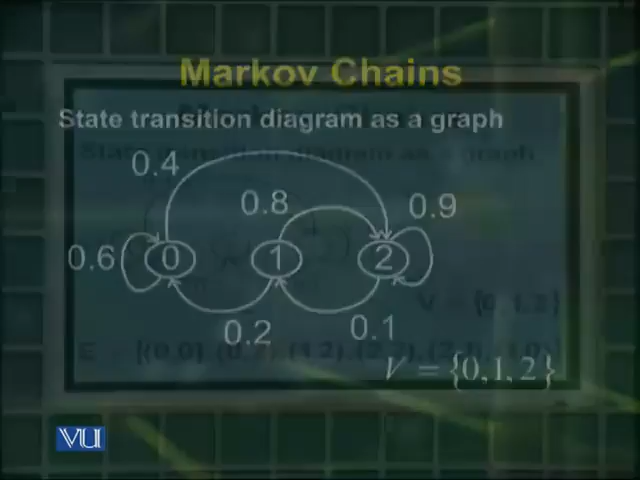 Markov Chains
State transition diagram as a graph
0.4
0.8
0.9
0.6
0
1
2
0.2
0.1
V = {0,1,2}
VU